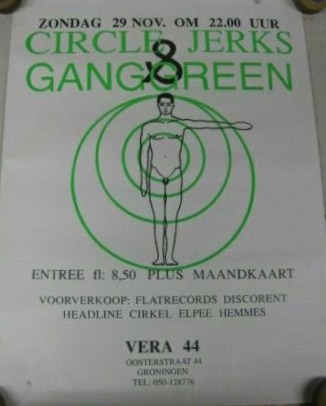 ZONDAG 29 NOV. OM 22.00 UUR
CIRCLE JERKS
&
GANGGREEN
ENTREE fl: 8,50 PLUS MAANDKAART
VOORVERKOOP: FLATRECORDS DISCORENT
HEADLINE CIRKEL ELPEE HEMMES
VERA 44
OOSTERSTRAAT 44
GRONINGEN
TEL: 050-128776